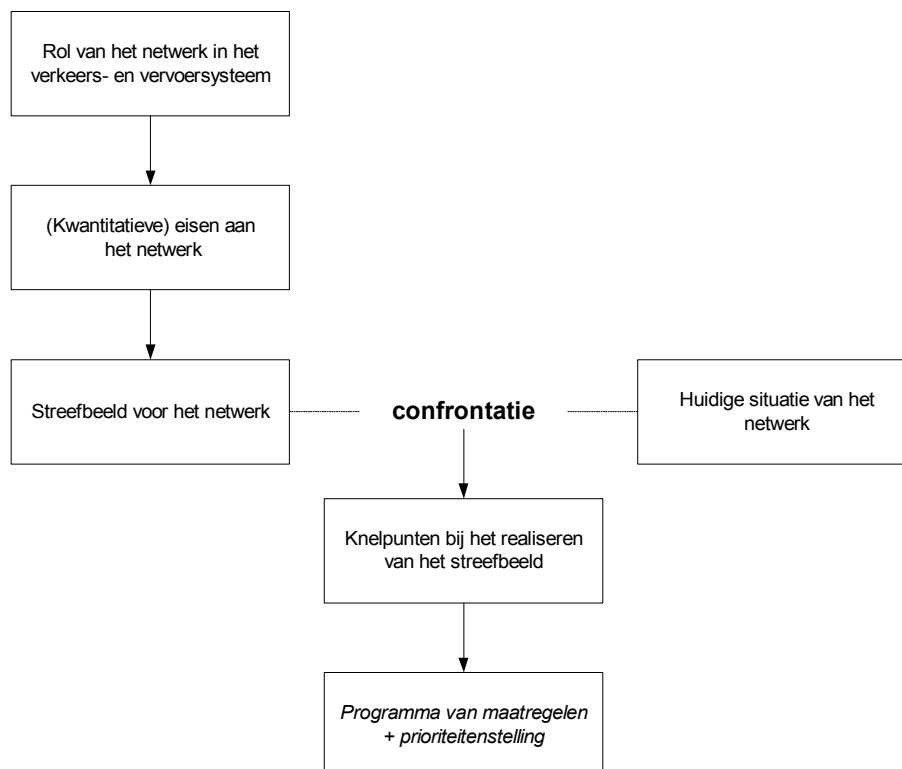 Rol van het netwerk in het
verkeers- en vervoersysteem
(Kwantitatieve) eisen aan
het netwerk
Streefbeeld voor het netwerk
confrontatie
Huidige situatie van het
netwerk
Knelpunten bij het realiseren
van het streefbeeld
Programma van maatregelen
+ prioriteitenstelling